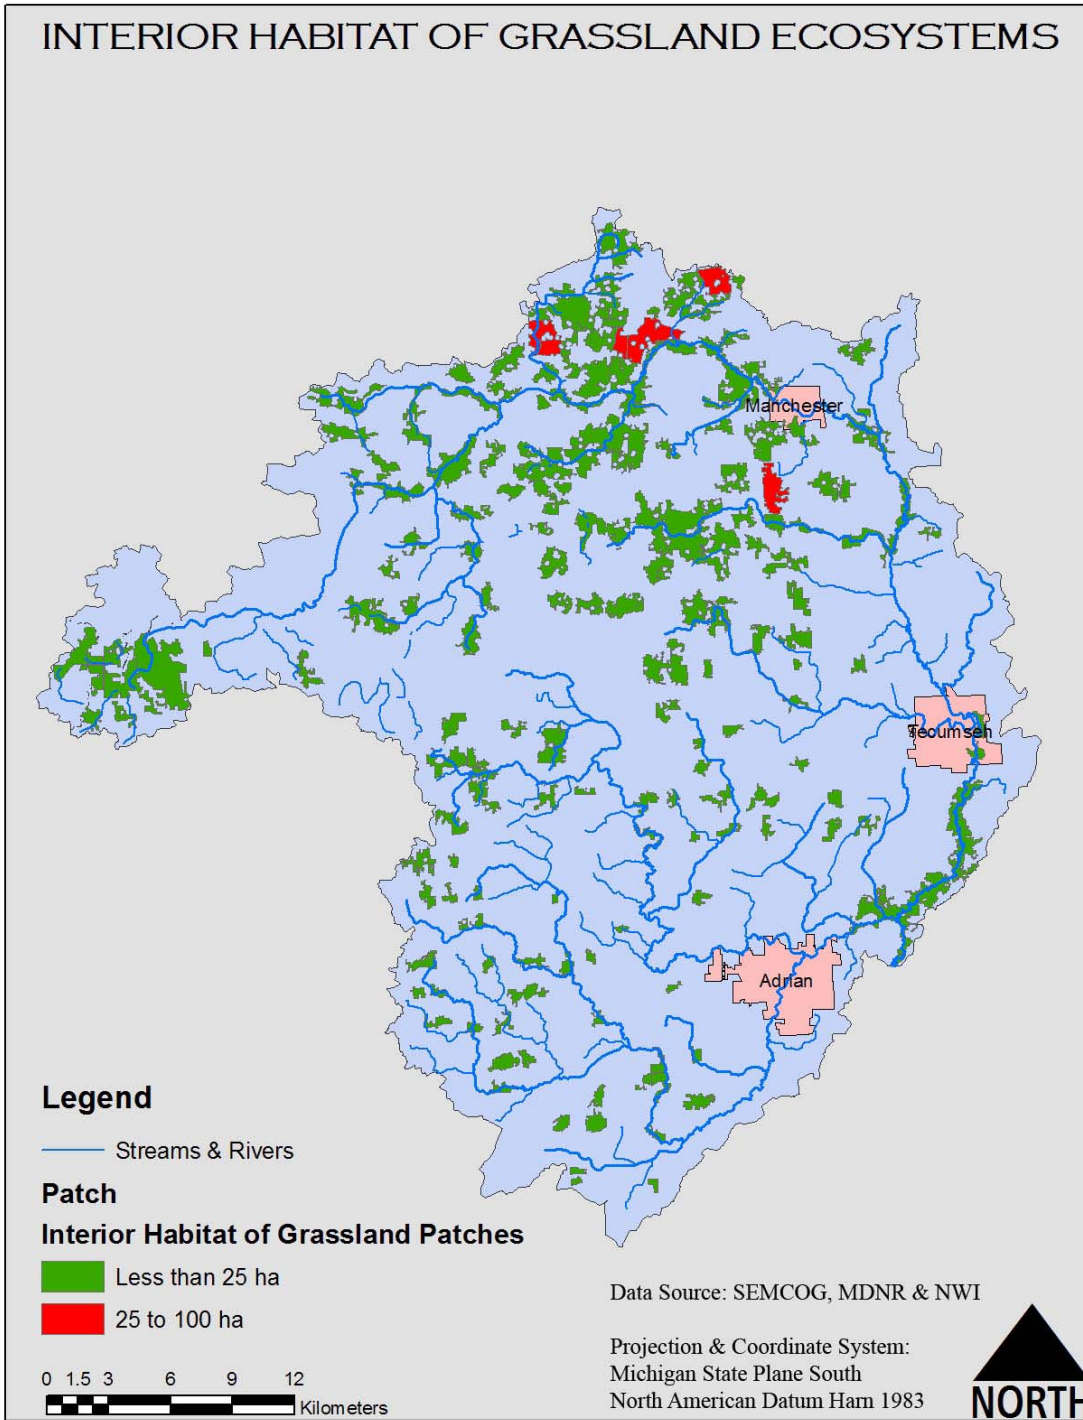 INTERIOR HABITAT OF GRASSLAND ECOSYSTEMS
Manchester
Tecumseh
Adrian
Legend
Streams & Rivers
Patch
Interior Habitat of Grassland Patches
Less than 25 ha
25 to 100 ha
0 1.5 3 6 9 12
Kilometers
Data Source: SEMCOG, MDNR & NWI
Projection & Coordinate System:
Michigan State Plane South
North American Datum Harn 1983
NORTH